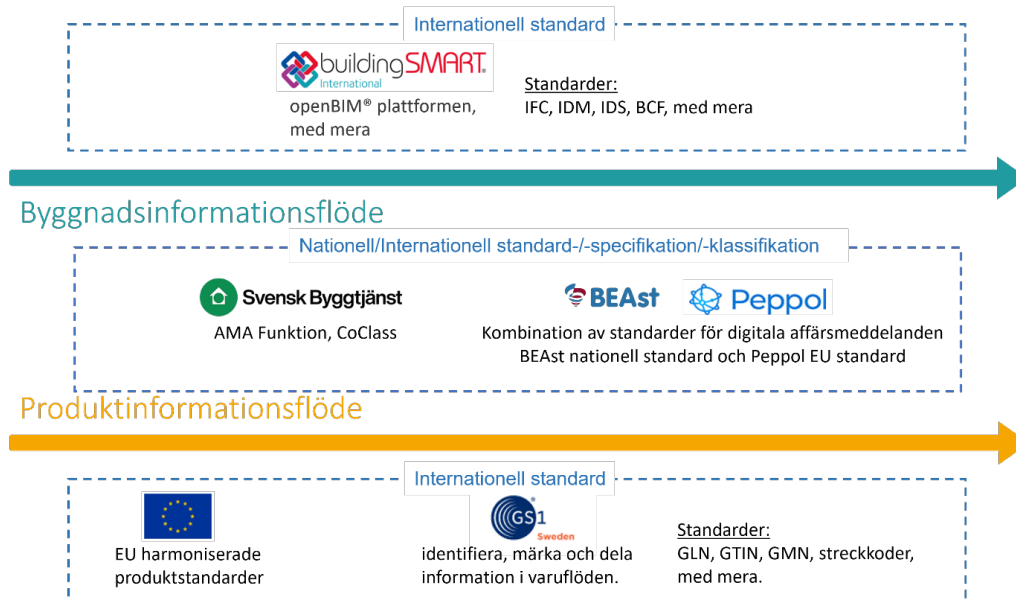 Internationell standard
buildingSMART®
International
openBIM® plattformen,
med mera
Standarder:
IFC, IDM, IDS, BCF, med mera
Byggnadsinformationsflöde
Nationell/Internationell standard-/-specifikation/-klassifikation
Svensk Byggtjänst
AMA Funktion, CoClass
BEAst
Peppol
Kombination av standarder för digitala affärsmeddelanden
BEAst nationell standard och Peppol EU standard
Produktinformationsflöde
Internationell standard
EU harmoniserade
produktstandarder
GS1®
Sweden
identifiera, märka och dela
information i varuflöden.
Standarder:
GLN, GTIN, GMN, streckkoder,
med mera.